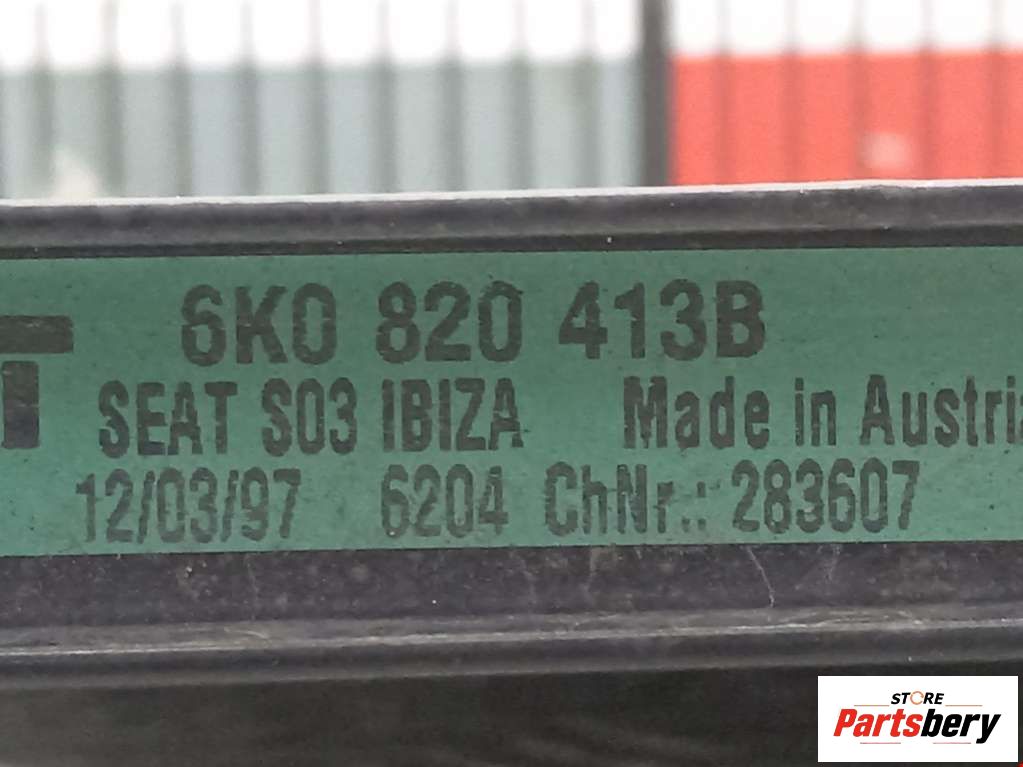 6K0 820 413B
SEAT S03 IBIZA Made in Austria
12/03/97 6204 ChNr.: 283607
STORE
Partsbery